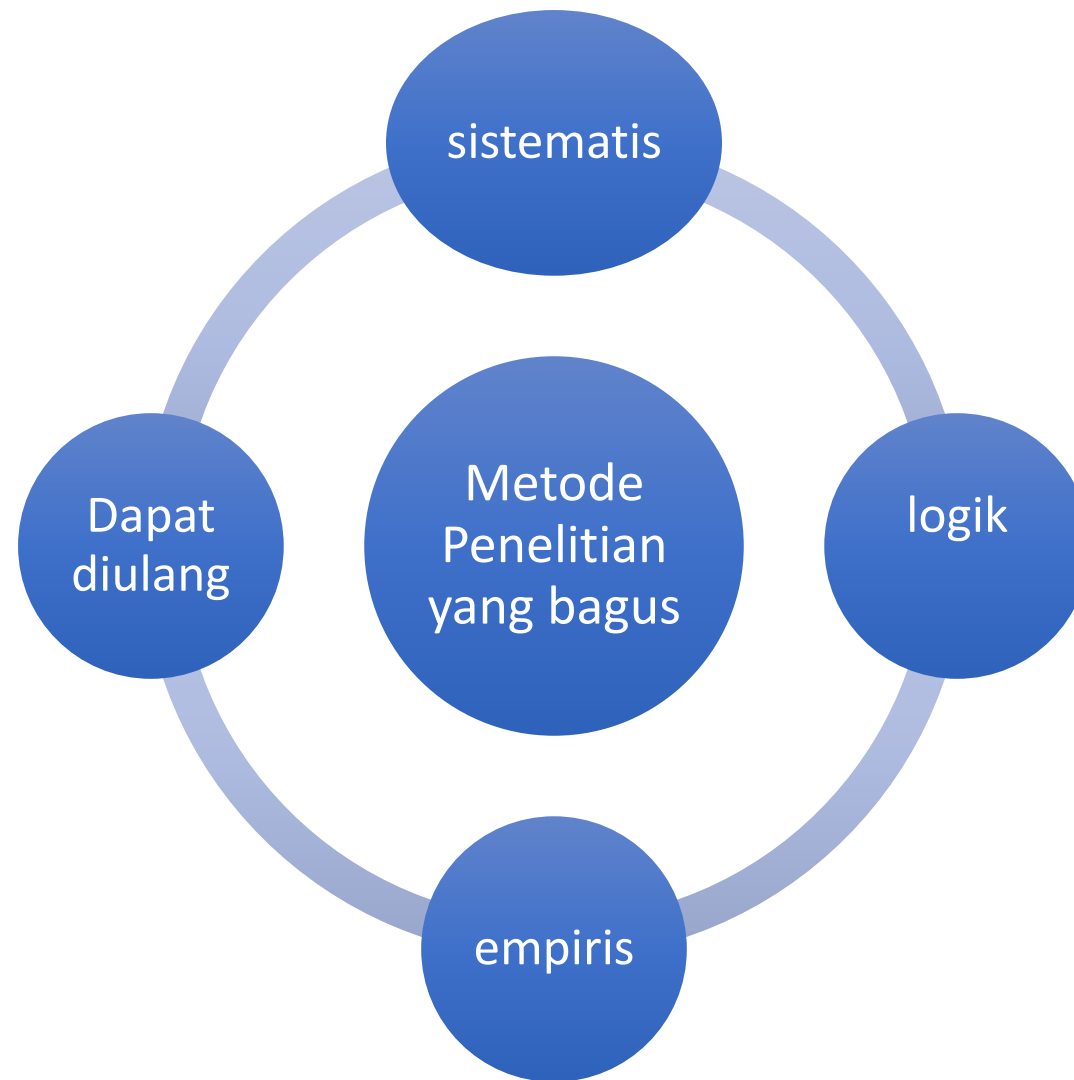 sistematis
Metode
Penelitian
yang bagus
Dapat
diulang
logik
empiris